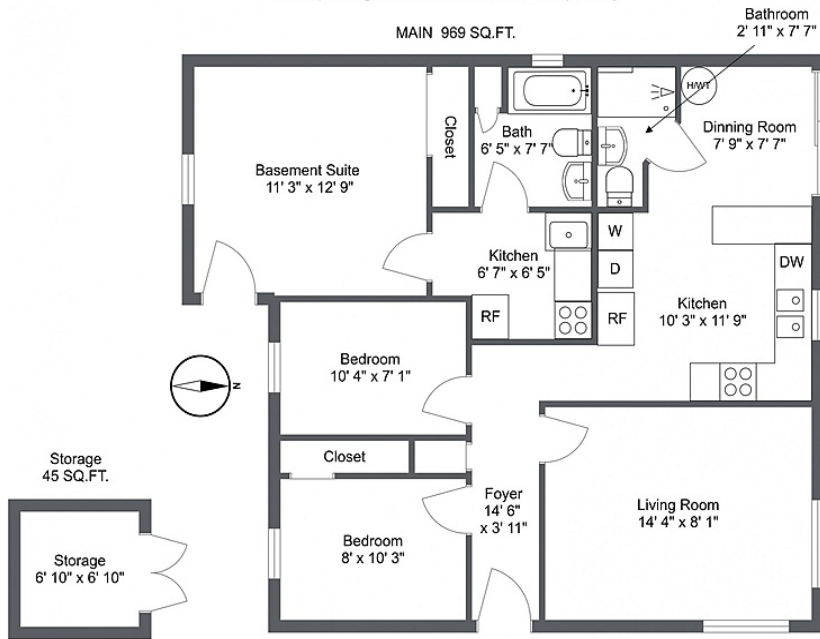 MAIN 969 SQ.FT.
Bathroom
2' 11" x 7' 7"
H/WT
Dinning Room
7' 9" x 7' 7"
Bath
6' 5" x 7' 7"
Closet
Basement Suite
11' 3" x 12' 9"
Kitchen
6' 7" x 6' 5"
W
D
RF
RF
DW
Kitchen
10' 3" x 11' 9"
Bedroom
10' 4" x 7' 1"
N
Closet
Storage
45 SQ.FT.
Storage
6' 10" x 6' 10"
Bedroom
8' x 10' 3"
Foyer
14' 6"
x 3' 11"
Living Room
14' 4" x 8' 1"